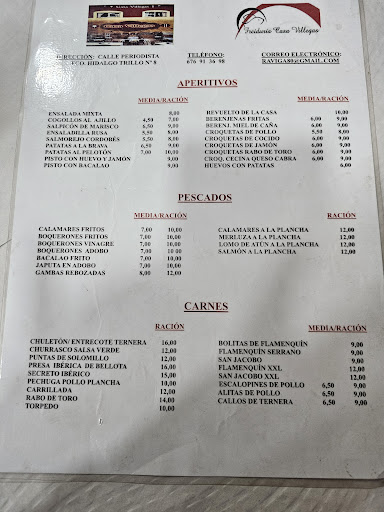 Casa Villegas
Freiduría Casa Villegas
DIRECCIÓN: CALLE PERIODISTA
FCO. HIDALGO TRILLO Nº 8
TELÉFONO:
676 91 36 98
CORREO ELECTRÓNICO:
RAVIGA80@GMAIL.COM
APERITIVOS
MEDIA/RACIÓN
ENSALADA MIXTA 8,00
COGOLLOS AL AJILLO 4,50 7,00
SALPICÓN DE MARISCO 6,50 9,00
ENSALADILLA RUSA 5,50 8,00
SALMOREJO CORDOBÉS 5,50 8,00
PATATAS A LA BRAVA 6,50 9,00
PATATAS AL PELOTÓN 7,00 10,00
PISTO CON HUEVO Y JAMÓN 9,00
PISTO CON BACALAO 9,00
MEDIA/RACIÓN
REVUELTO DE LA CASA 10,00
BERENJENAS FRITAS 6,00 9,00
BERENJ. MIEL DE CAÑA 6,00 9,00
CROQUETAS DE POLLO 5,50 8,00
CROQUETAS DE COCIDO 6,00 9,00
CROQUETAS DE JAMÓN 6,00 9,00
CROQUETAS RABO DE TORO 6,00 9,00
CROQ. CECINA QUESO CABRA 6,00 9,00
HUEVOS CON PATATAS 6,00
PESCADOS
MEDIA/RACIÓN
CALAMARES FRITOS 7,00 10,00
BOQUERONES FRITOS 7,00 10,00
BOQUERONES VINAGRE 7,00 10,00
BOQUERONES ADOBO 7,00 10,00
BACALAO FRITO 7,00 10,00
JAPUTA EN ADOBO 7,00 10,00
GAMBAS REBOZADAS 8,00 12,00
RACIÓN
CALAMARES A LA PLANCHA 12,00
MERLUZA A LA PLANCHA 12,00
LOMO DE ATÚN A LA PLANCHA 12,00
SALMÓN A LA PLANCHA 12,00
CARNES
RACIÓN
CHULETÓN/ ENTRECOTE TERNERA 16,00
CHURRASCO SALSA VERDE 12,00
PUNTAS DE SOLOMILLO 12,00
PRESA IBÉRICA DE BELLOTA 16,00
SECRETO IBÉRICO 15,00
PECHUGA POLLO PLANCHA 10,00
CARRILLADA 12,00
RABO DE TORO 14,00
TORPEDO 10,00
MEDIA/RACIÓN
BOLITAS DE FLAMENQUÍN 9,00
FLAMENQUÍN SERRANO 9,00
SAN JACOBO 9,00
FLAMENQUÍN XXL 12,00
SAN JACOBO XXL 12,00
ESCALOPINES DE POLLO 6,50 9,00
ALITAS DE POLLO 6,50 9,00
CALLOS DE TERNERA 6,50 9,00